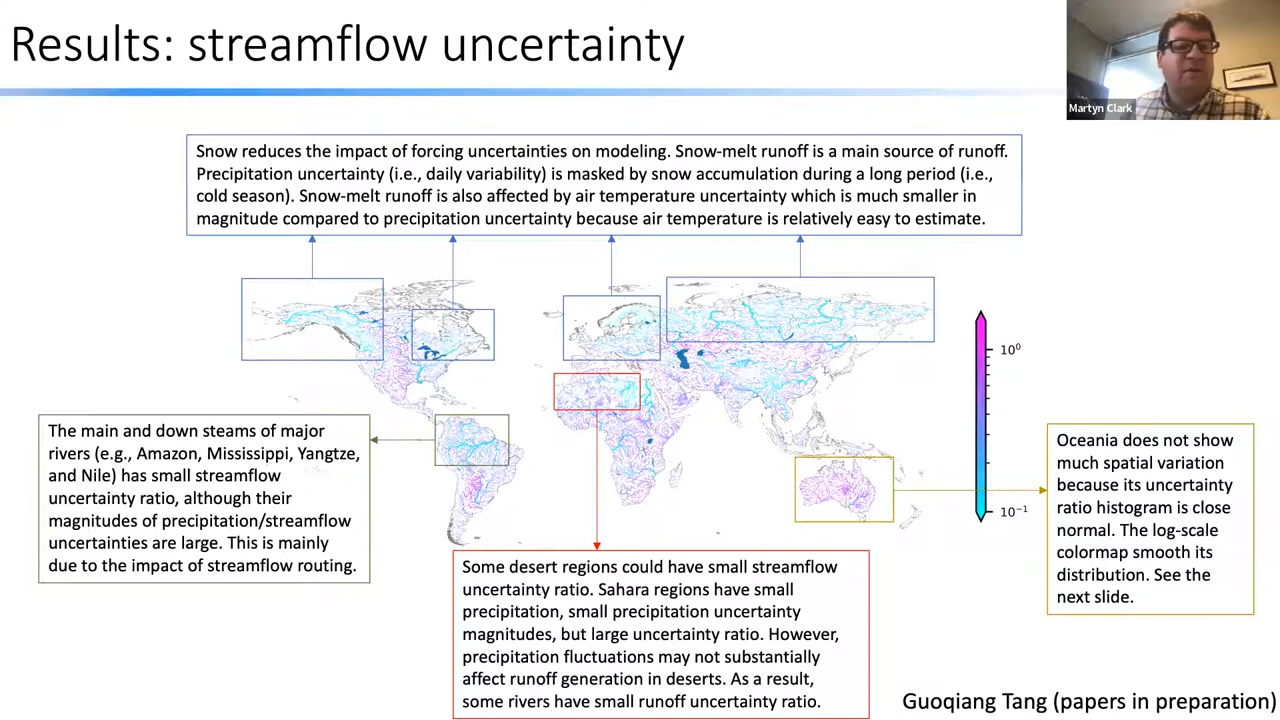 Results: streamflow uncertainty
Martyn Clark
Snow reduces the impact of forcing uncertainties on modeling. Snow-melt runoff is a main source of runoff.
Precipitation uncertainty (i.e., daily variability) is masked by snow accumulation during a long period (i.e.,
cold season). Snow-melt runoff is also affected by air temperature uncertainty which is much smaller in
magnitude compared to precipitation uncertainty because air temperature is relatively easy to estimate.
10⁰
10⁻¹
The main and down steams of major
rivers (e.g., Amazon, Mississippi, Yangtze,
and Nile) has small streamflow
uncertainty ratio, although their
magnitudes of precipitation/streamflow
uncertainties are large. This is mainly
due to the impact of streamflow routing.
Oceania does not show
much spatial variation
because its uncertainty
ratio histogram is close
normal. The log-scale
colormap smooth its
distribution. See the
next slide.
Some desert regions could have small streamflow
uncertainty ratio. Sahara regions have small
precipitation, small precipitation uncertainty
magnitudes, but large uncertainty ratio. However,
precipitation fluctuations may not substantially
affect runoff generation in deserts. As a result,
some rivers have small runoff uncertainty ratio.
Guoqiang Tang (papers in preparation)